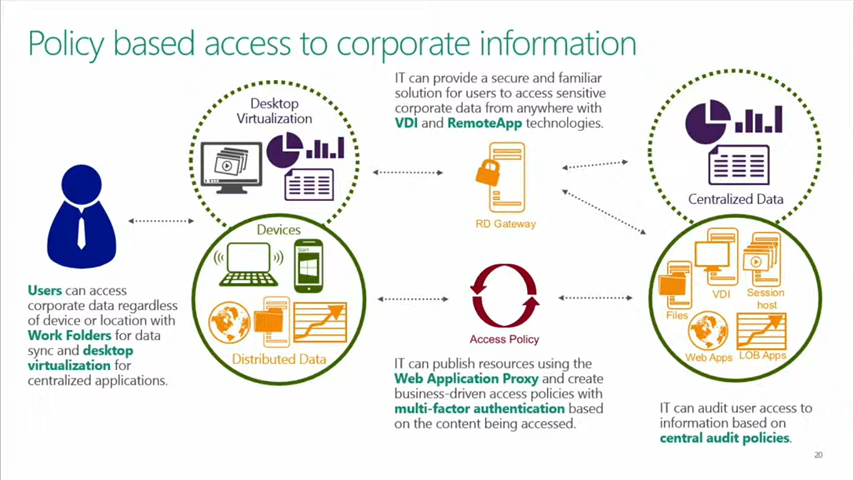 Policy based access to corporate information
Desktop
Virtualization
IT can provide a secure and familiar
solution for users to access sensitive
corporate data from anywhere with
VDI and RemoteApp technologies.
Centralized Data
RD Gateway
Devices
Start
Distributed Data
Users can access
corporate data regardless
of device or location with
Work Folders for data
sync and desktop
virtualization for
centralized applications.
Access Policy
IT can publish resources using the
Web Application Proxy and create
business-driven access policies with
multi-factor authentication based
on the content being accessed.
Files
VDI
Session
host
Web Apps
LOB Apps
IT can audit user access to
information based on
central audit policies.
20